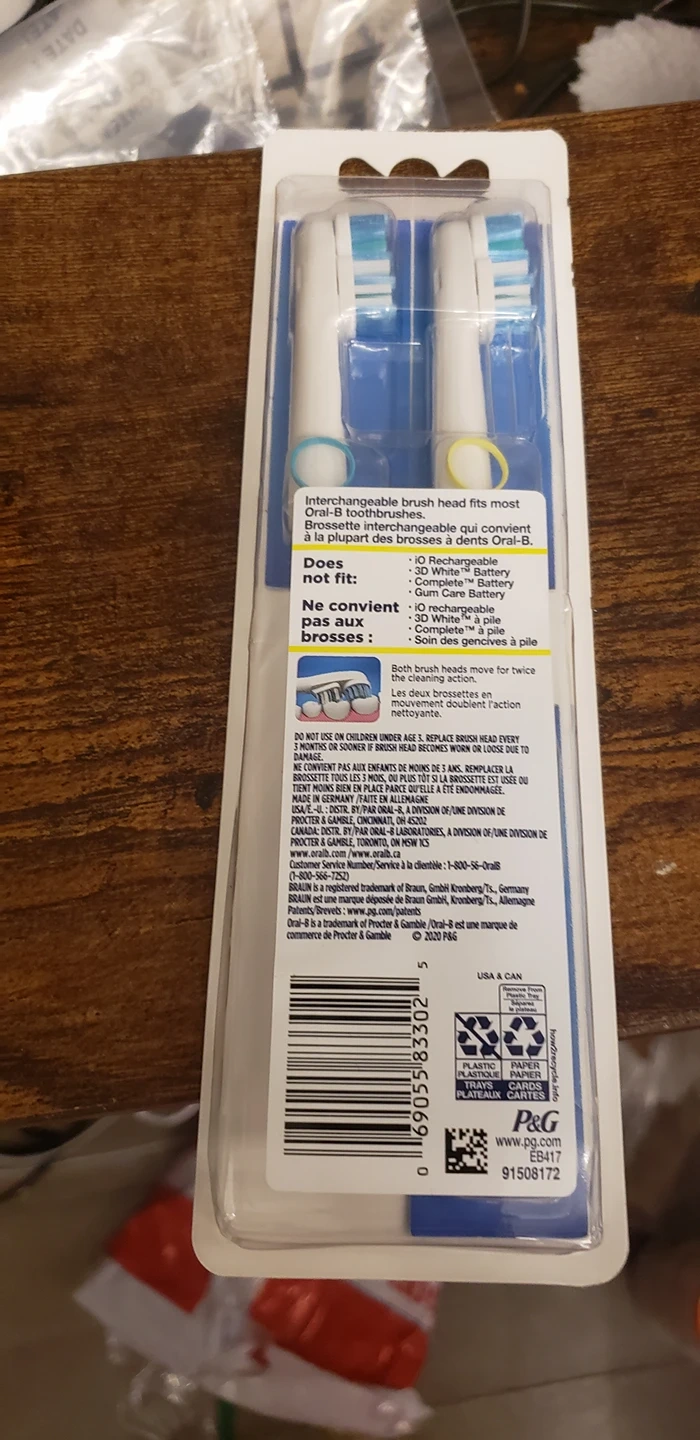 Interchangeable brush head fits most
Oral-B toothbrushes.
Brossette interchangeable qui convient
à la plupart des brosses à dents Oral-B.
Does
not fit:
· iO Rechargeable
· 3D White™ Battery
· Complete™ Battery
· Gum Care Battery
Ne convient
pas aux
brosses :
· iO rechargeable
· 3D White™ à pile
· Complete™ à pile
· Soin des gencives à pile
Both brush heads move for twice
the cleaning action.
Les deux brossettes en
mouvement doublent l'action
nettoyante.
DO NOT USE ON CHILDREN UNDER AGE 3. REPLACE BRUSH HEAD EVERY
3 MONTHS OR SOONER IF BRUSH HEAD BECOMES WORN OR LOOSE DUE TO
DAMAGE.
NE CONVIENT PAS AUX ENFANTS DE MOINS DE 3 ANS. REMPLACER LA
BROSSETTE TOUS LES 3 MOIS, OU PLUS TÔT SI LA BROSSETTE EST USÉE OU
TIENT MOINS BIEN EN PLACE PARCE QU'ELLE A ÉTÉ ENDOMMAGÉE.
MADE IN GERMANY /FAITE EN ALLEMAGNE
USA/É.-U. : DISTR. BY/PAR ORAL-B, A DIVISION OF/UNE DIVISION DE
PROCTER & GAMBLE, CINCINNATI, OH 45202
CANADA: DISTR. BY/PAR ORAL-B LABORATORIES, A DIVISION OF/UNE DIVISION DE
PROCTER & GAMBLE, TORONTO, ON M5W 1C5
www.oralb.com /www.oralb.ca
Customer Service Number/Service à la clientèle : 1-800-56-OralB
(1-800-566-7252)
BRAUN is a registered trademark of Braun, GmbH Kronberg/Ts., Germany
BRAUN est une marque déposée de Braun GmbH, Kronberg/Ts., Allemagne
Patents/Brevets : www.pg.com/patents
Oral-B is a trademark of Procter & Gamble /Oral-B est une marque de
commerce de Procter & Gamble © 2020 P&G
0 69055 83302 5
USA & CAN
Remove From
Plastic Tray
Séparez
le plateau
PLASTIC
PLASTIQUE
TRAYS
PLATEAUX
PAPER
PAPIER
CARDS
CARTES
how2recycle.info
P&G
www.pg.com
EB417
91508172